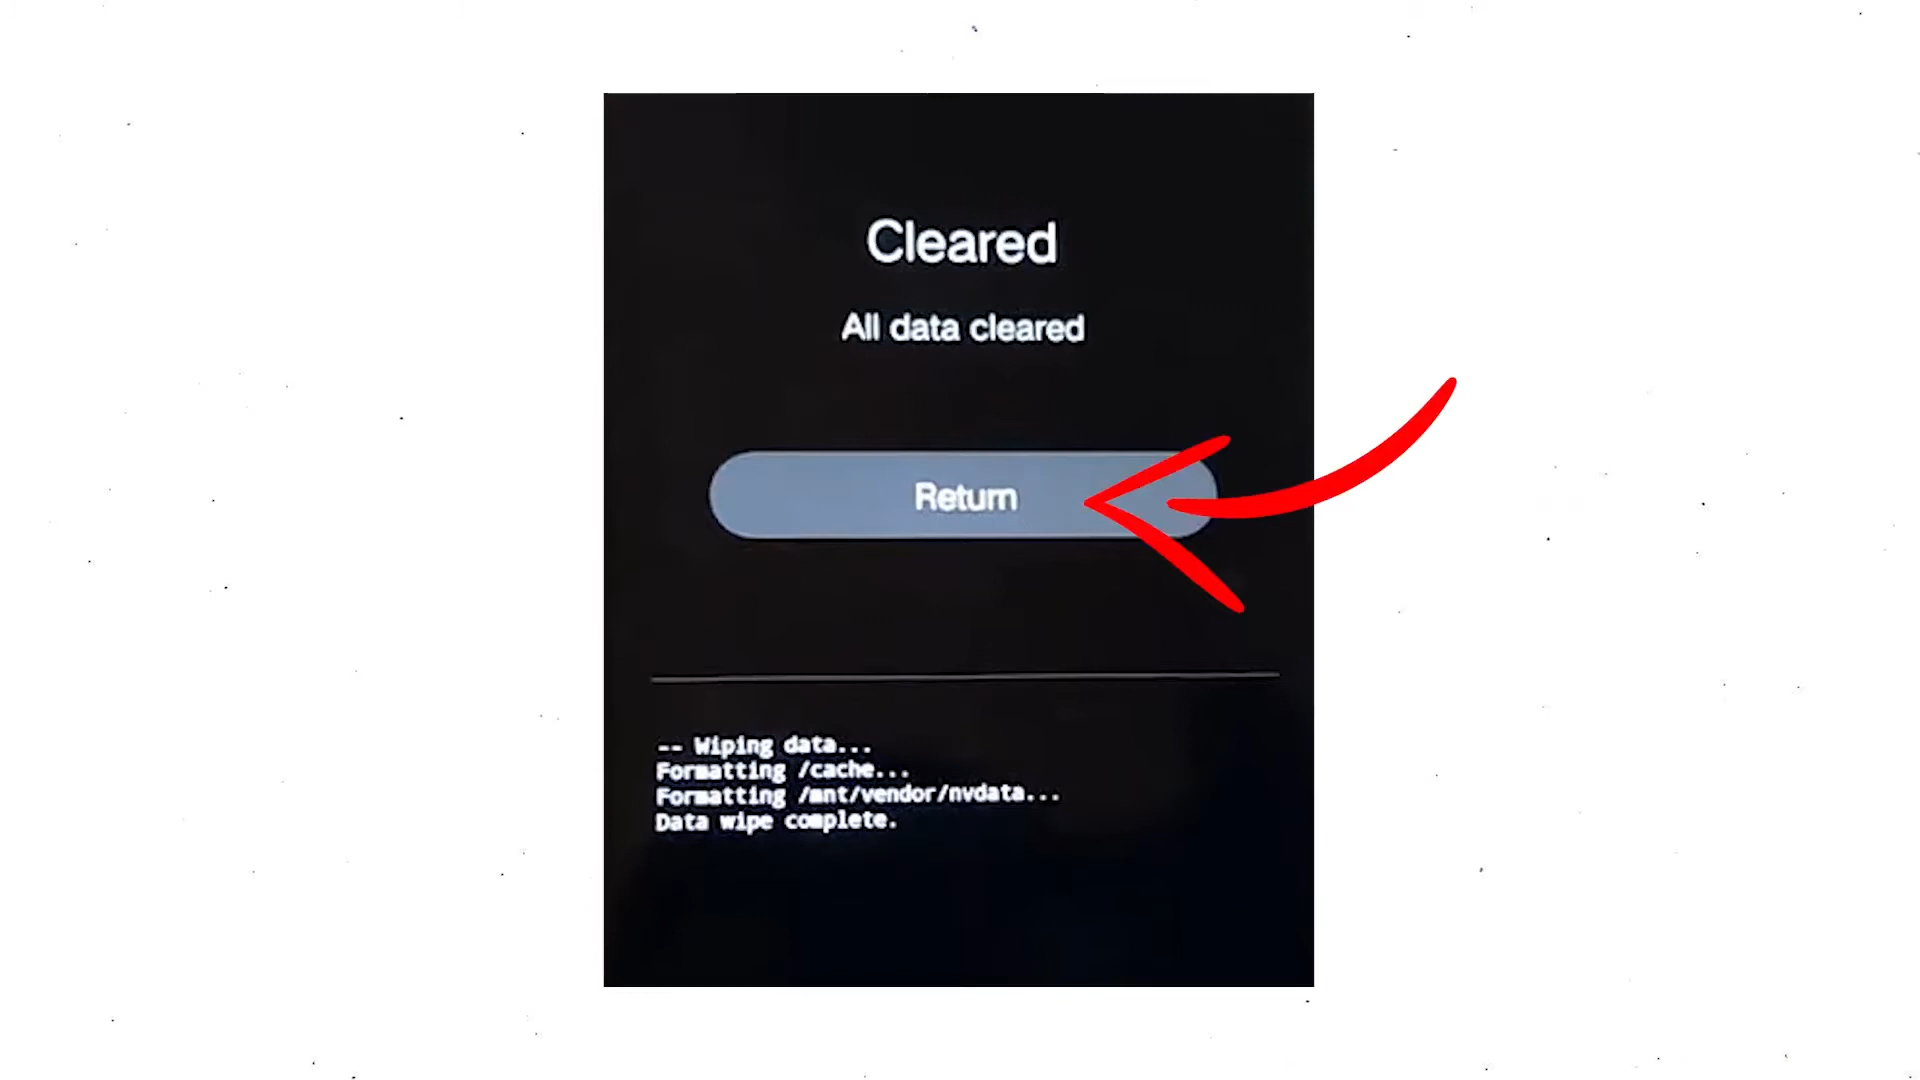 Cleared
All data cleared
Return
-- Wiping data...
Formatting /cache...
Formatting /mnt/vendor/nvdata...
Data wipe complete.